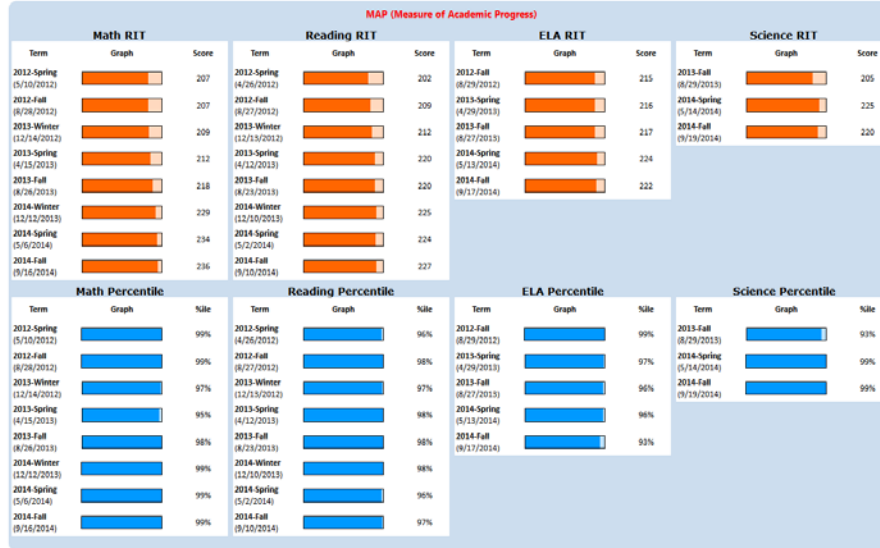 MAP (Measure of Academic Progress)
Math RIT
Term Graph Score
2012-Spring
(5/10/2012) 207
2012-Fall
(8/28/2012) 207
2013-Winter
(12/14/2012) 209
2013-Spring
(4/15/2013) 212
2013-Fall
(8/26/2013) 218
2014-Winter
(12/12/2013) 229
2014-Spring
(5/6/2014) 234
2014-Fall
(9/16/2014) 236
Reading RIT
Term Graph Score
2012-Spring
(4/26/2012) 202
2012-Fall
(8/27/2012) 209
2013-Winter
(12/13/2012) 212
2013-Spring
(4/12/2013) 220
2013-Fall
(8/23/2013) 220
2014-Winter
(12/10/2013) 225
2014-Spring
(5/2/2014) 224
2014-Fall
(9/10/2014) 227
ELA RIT
Term Graph Score
2012-Fall
(8/29/2012) 215
2013-Spring
(4/29/2013) 216
2013-Fall
(8/27/2013) 217
2014-Spring
(5/13/2014) 224
2014-Fall
(9/17/2014) 222
Science RIT
Term Graph Score
2013-Fall
(8/29/2013) 205
2014-Spring
(5/14/2014) 225
2014-Fall
(9/19/2014) 220
Math Percentile
Term Graph %ile
2012-Spring
(5/10/2012) 99%
2012-Fall
(8/28/2012) 99%
2013-Winter
(12/14/2012) 97%
2013-Spring
(4/15/2013) 95%
2013-Fall
(8/26/2013) 98%
2014-Winter
(12/12/2013) 99%
2014-Spring
(5/6/2014) 99%
2014-Fall
(9/16/2014) 99%
Reading Percentile
Term Graph %ile
2012-Spring
(4/26/2012) 96%
2012-Fall
(8/27/2012) 98%
2013-Winter
(12/13/2012) 97%
2013-Spring
(4/12/2013) 98%
2013-Fall
(8/23/2013) 98%
2014-Winter
(12/10/2013) 98%
2014-Spring
(5/2/2014) 96%
2014-Fall
(9/10/2014) 97%
ELA Percentile
Term Graph %ile
2012-Fall
(8/29/2012) 99%
2013-Spring
(4/29/2013) 97%
2013-Fall
(8/27/2013) 96%
2014-Spring
(5/13/2014) 96%
2014-Fall
(9/17/2014) 93%
Science Percentile
Term Graph %ile
2013-Fall
(8/29/2013) 93%
2014-Spring
(5/14/2014) 99%
2014-Fall
(9/19/2014) 99%